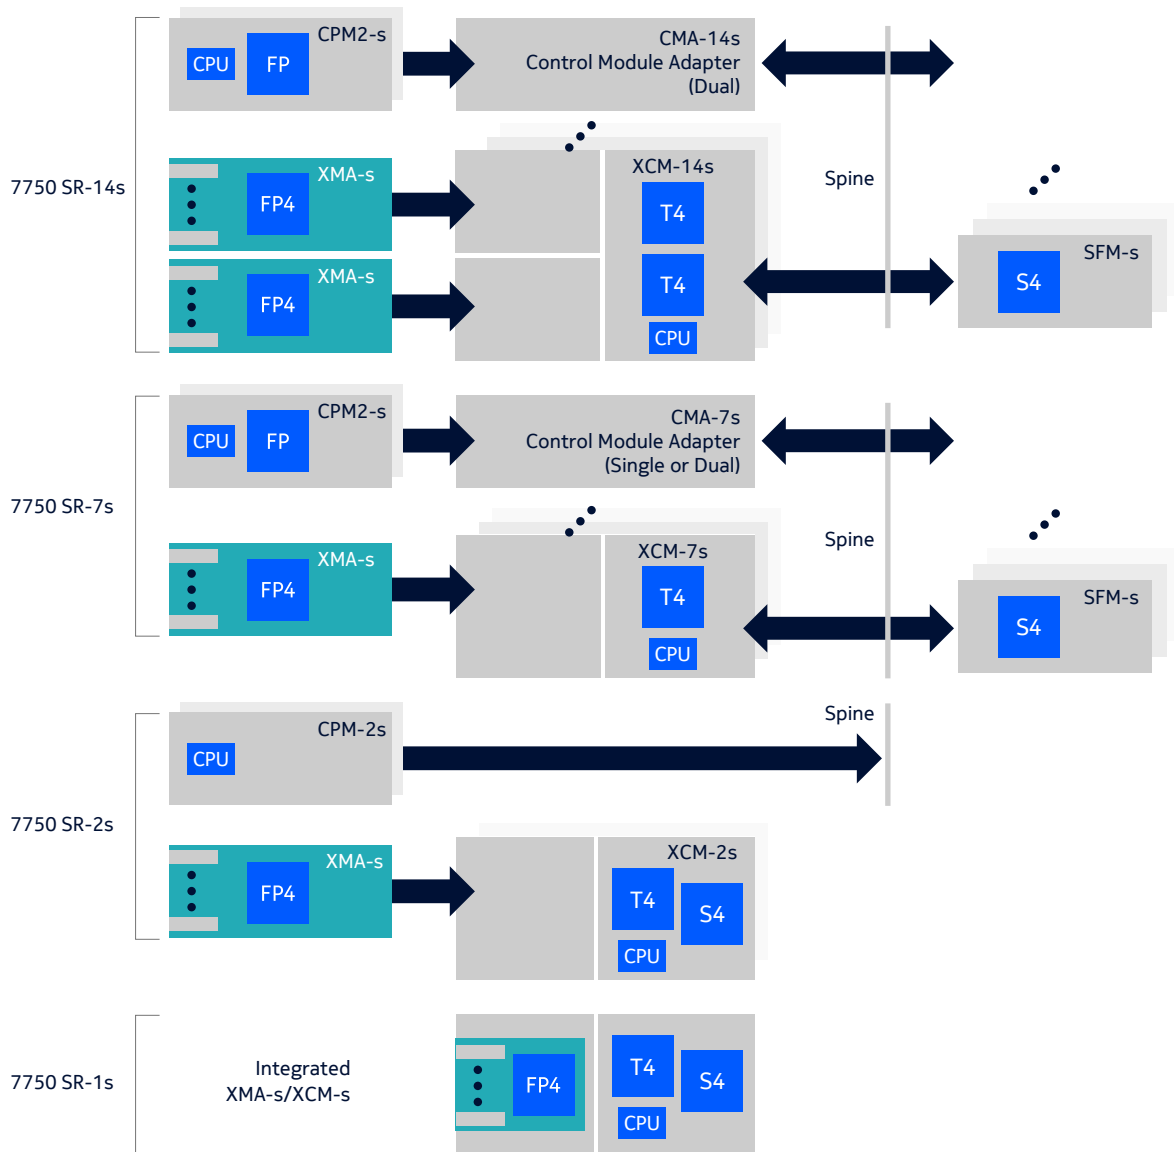 7750 SR-14s
CPM2-s
CPU
FP
CMA-14s
Control Module Adapter
(Dual)
XMA-s
FP4
XMA-s
FP4
XCM-14s
T4
T4
CPU
Spine
SFM-s
S4
7750 SR-7s
CPM2-s
CPU
FP
CMA-7s
Control Module Adapter
(Single or Dual)
XMA-s
FP4
XCM-7s
T4
CPU
Spine
SFM-s
S4
7750 SR-2s
CPM-2s
CPU
Spine
XMA-s
FP4
XCM-2s
T4
S4
CPU
7750 SR-1s
Integrated
XMA-s/XCM-s
FP4
T4
S4
CPU